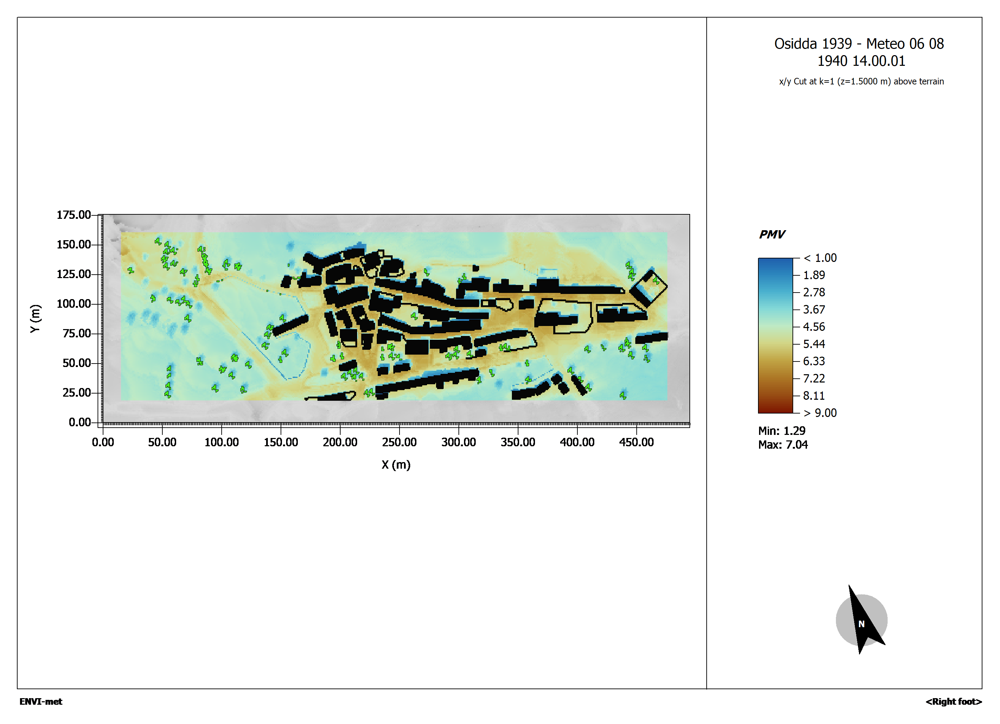 Osidda 1939 - Meteo 06 08
1940 14.00.01
x/y Cut at k=1 (z=1.5000 m) above terrain
175.00
150.00
125.00
100.00
75.00
50.00
25.00
0.00
Y (m)
0.00 50.00 100.00 150.00 200.00 250.00 300.00 350.00 400.00 450.00
X (m)
PMV
< 1.00
1.89
2.78
3.67
4.56
5.44
6.33
7.22
8.11
> 9.00
Min: 1.29
Max: 7.04
N
ENVI-met
<Right foot>